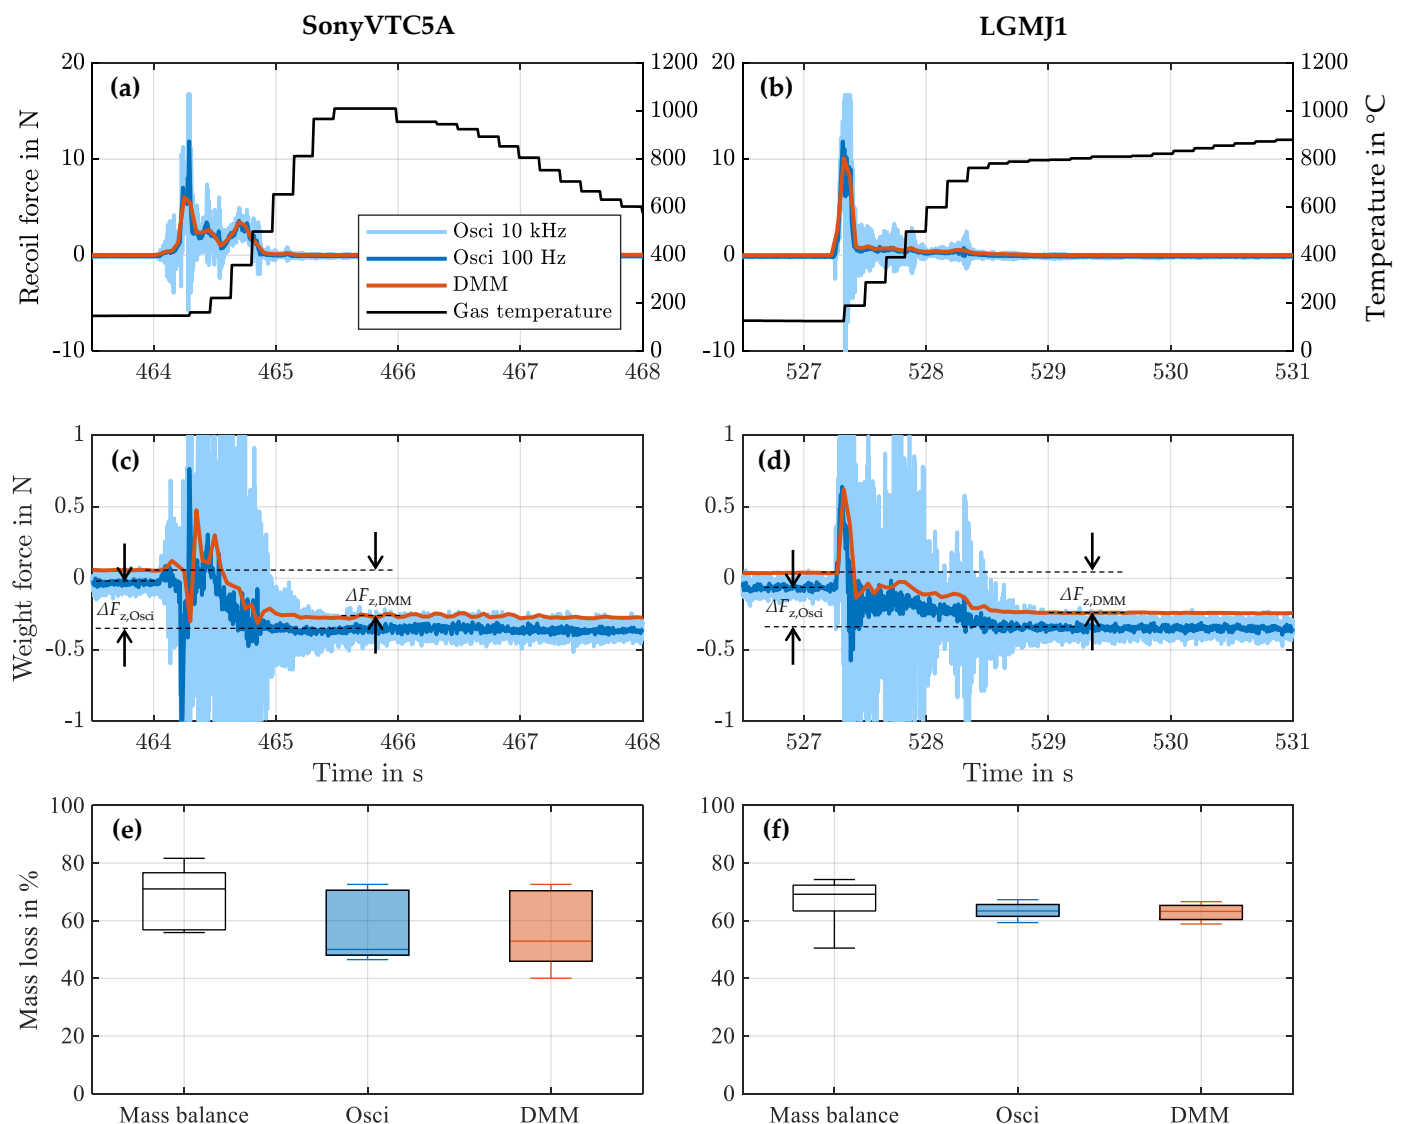 SonyVTC5A
LGMJ1
(a)
(b)
20
10
0
-10
1200
1000
800
600
400
200
0
20
10
0
-10
1200
1000
800
600
400
200
0
Recoil force in N
Temperature in °C
Osci 10 kHz
Osci 100 Hz
DMM
Gas temperature
464
465
466
467
468
527
528
529
530
531
(c)
(d)
1
0.5
0
-0.5
-1
1
0.5
0
-0.5
-1
Weight force in N
ΔFz,Osci
ΔFz,DMM
ΔFz,Osci
ΔFz,DMM
464
465
466
467
468
527
528
529
530
531
Time in s
Time in s
(e)
(f)
100
80
60
40
20
0
100
80
60
40
20
0
Mass loss in %
Mass balance
Osci
DMM
Mass balance
Osci
DMM